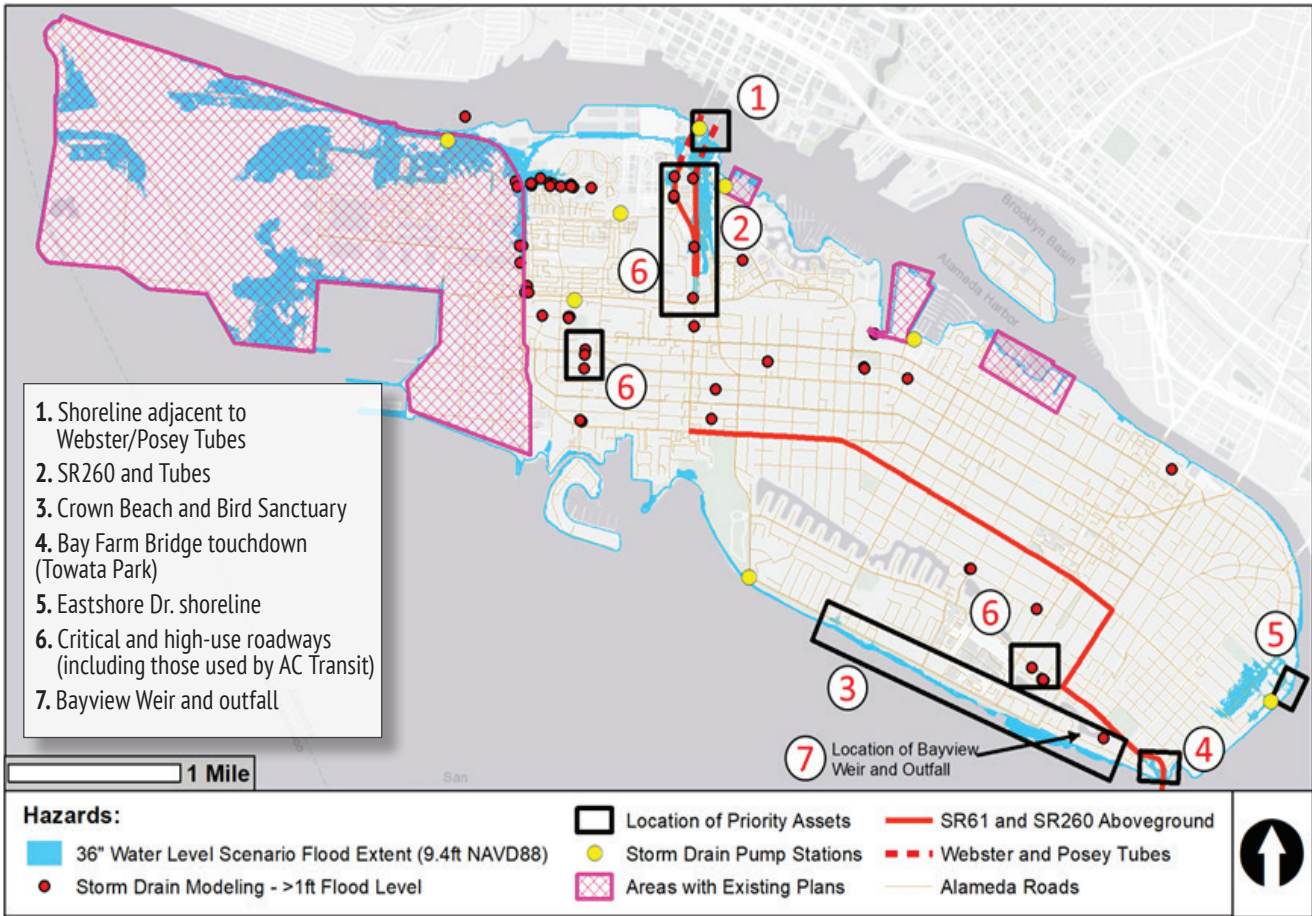 1
2
6
6
Brooklyn Basin
Alameda Harbor
1. Shoreline adjacent to
Webster/Posey Tubes
2. SR260 and Tubes
3. Crown Beach and Bird Sanctuary
4. Bay Farm Bridge touchdown
(Towata Park)
5. Eastshore Dr. shoreline
6. Critical and high-use roadways
(including those used by AC Transit)
7. Bayview Weir and outfall
6
5
3
7 Location of Bayview
Weir and Outfall
4
1 Mile
San
Hazards:
36" Water Level Scenario Flood Extent (9.4ft NAVD88)
Storm Drain Modeling - >1ft Flood Level
Location of Priority Assets
Storm Drain Pump Stations
Areas with Existing Plans
SR61 and SR260 Aboveground
Webster and Posey Tubes
Alameda Roads